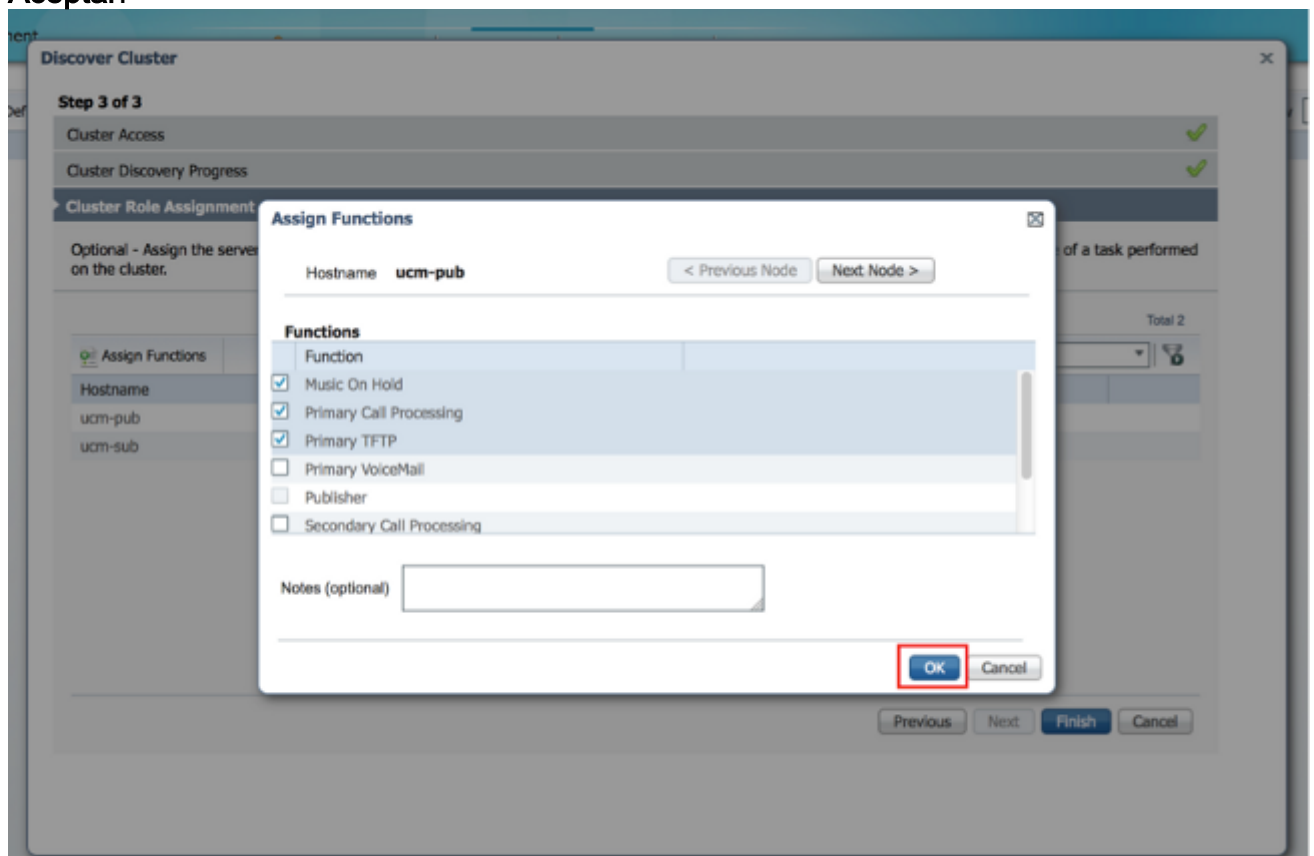 Aceptar.
ment
Discover Cluster
Step 3 of 3
Def
Cluster Access
Cluster Discovery Progress
Cluster Role Assignment
Optional - Assign the server
of a task performed
on the cluster.
Total 2
Assign Functions
Hostname
ucm-pub
ucm-sub
Assign Functions
Hostname ucm-pub < Previous Node Next Node >
Functions
Function
Music On Hold
Primary Call Processing
Primary TFTP
Primary VoiceMail
Publisher
Secondary Call Processing
Notes (optional)
OK Cancel
Previous Next Finish Cancel